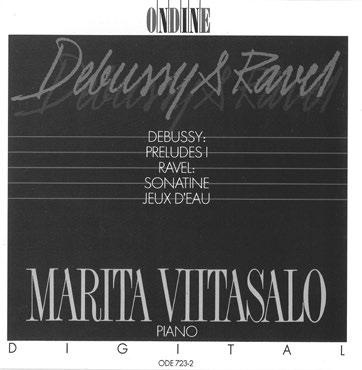 ONDINE
Debussy & Ravel
DEBUSSY:
PRELUDES I
RAVEL:
SONATINE
JEUX D'EAU
MARITA VIITASALO
PIANO
DIGITAL
ODE 723-2